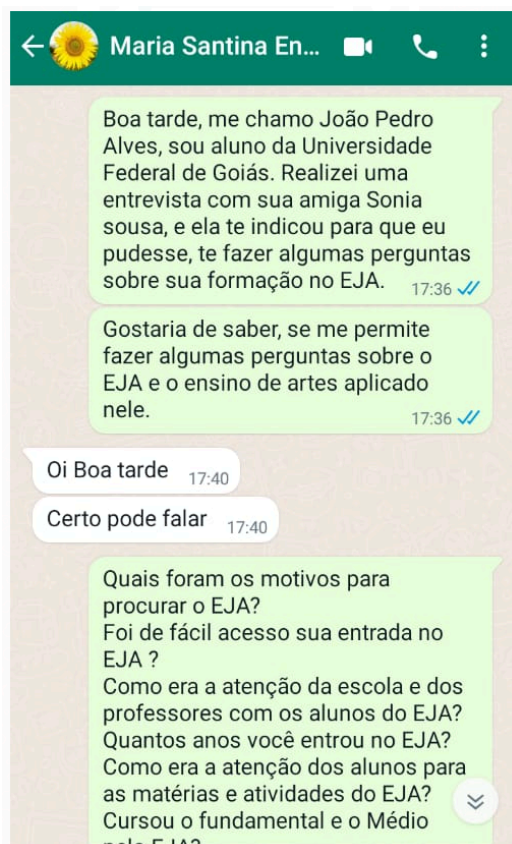 Maria Santina En...
Boa tarde, me chamo João Pedro
Alves, sou aluno da Universidade
Federal de Goiás. Realizei uma
entrevista com sua amiga Sonia
sousa, e ela te indicou para que eu
pudesse, te fazer algumas perguntas
sobre sua formação no EJA. 17:36
Gostaria de saber, se me permite
fazer algumas perguntas sobre o
EJA e o ensino de artes aplicado
nele. 17:36
Oi Boa tarde 17:40
Certo pode falar 17:40
Quais foram os motivos para
procurar o EJA?
Foi de fácil acesso sua entrada no
EJA ?
Como era a atenção da escola e dos
professores com os alunos do EJA?
Quantos anos você entrou no EJA?
Como era a atenção dos alunos para
as matérias e atividades do EJA?
Cursou o fundamental e o Médio
pelo EJA?